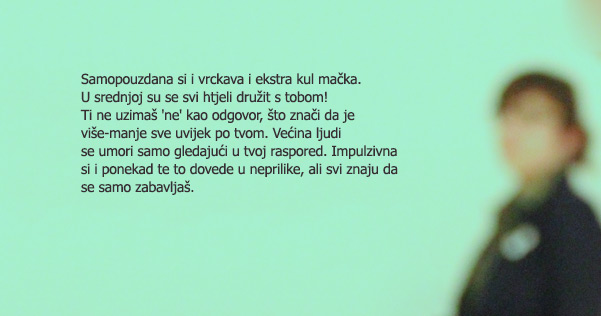 Samopouzdana si i vrckava i ekstra kul mačka.
U srednjoj su se svi htjeli družit s tobom!
Ti ne uzimaš 'ne' kao odgovor, što znači da je
više-manje sve uvijek po tvom. Većina ljudi
se umori samo gledajući u tvoj raspored. Impulzivna
si i ponekad te to dovede u neprilike, ali svi znaju da
se samo zabavljaš.